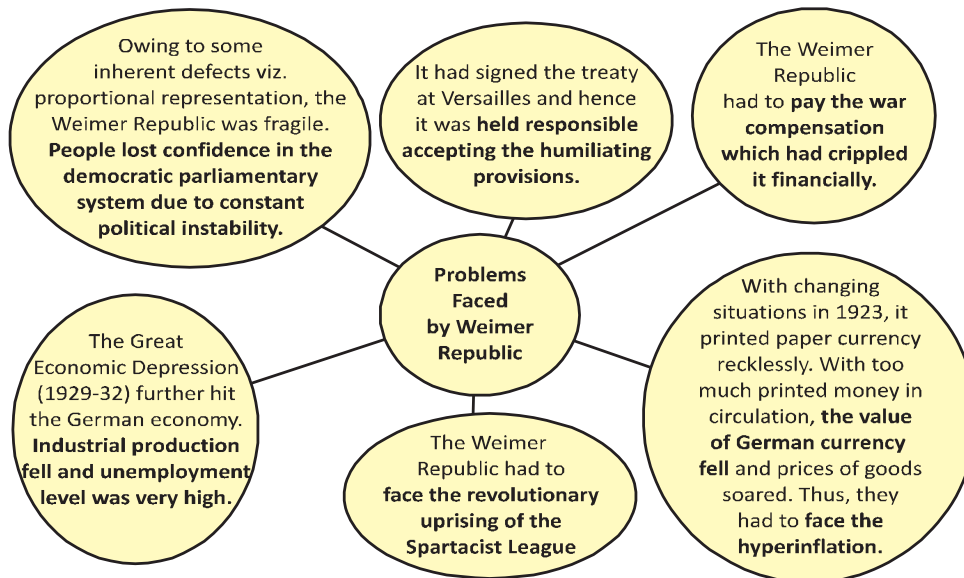 Owing to some
inherent defects viz.
proportional representation, the
Weimer Republic was fragile.
People lost confidence in the
democratic parliamentary
system due to constant
political instability.
It had signed the treaty
at Versailles and hence
it was held responsible
accepting the humiliating
provisions.
The Weimer
Republic
had to pay the war
compensation
which had crippled
it financially.
Problems
Faced
by Weimer
Republic
The Great
Economic Depression
(1929-32) further hit
the German economy.
Industrial production
fell and unemployment
level was very high.
The Weimer
Republic had to
face the revolutionary
uprising of the
Spartacist League
With changing
situations in 1923, it
printed paper currency
recklessly. With too
much printed money in
circulation, the value
of German currency
fell and prices of goods
soared. Thus, they
had to face the
hyperinflation.